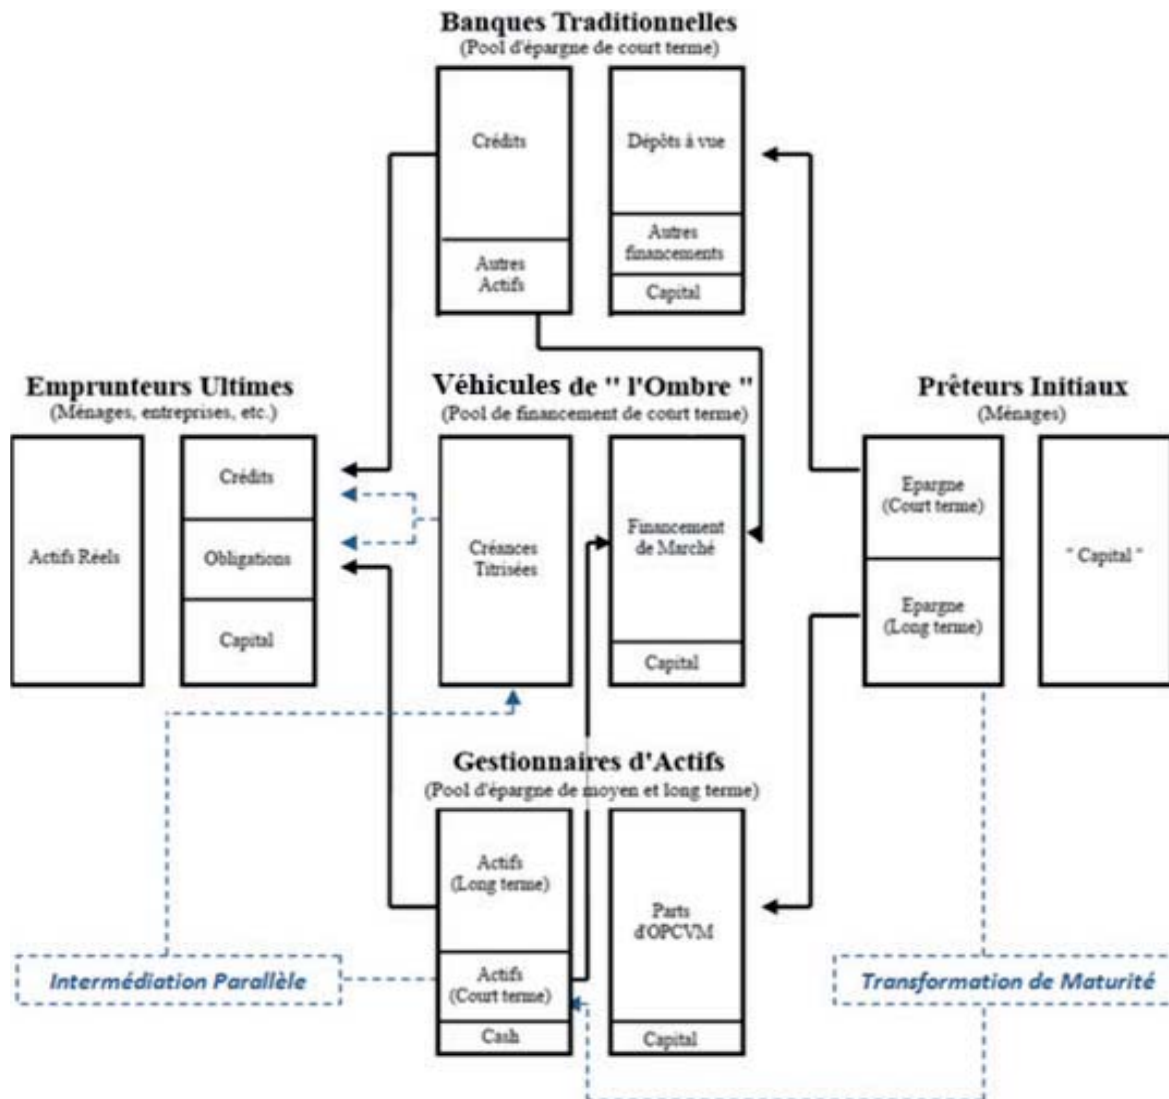 Banques Traditionnelles
(Pool d'épargne de court terme)
Crédits
Dépôts à vue
Autres
financements
Autres
Actifs
Capital
Emprunteurs Ultimes
(Ménages, entreprises, etc.)
Véhicules de " l'Ombre "
(Pool de financement de court terme)
Prêteurs Initiaux
(Ménages)
Actifs Réels
Crédits
Obligations
Capital
Créances
Titrisées
Financement
de Marché
Capital
Epargne
(Court terme)
Epargne
(Long terme)
" Capital "
Gestionnaires d'Actifs
(Pool d'épargne de moyen et long terme)
Actifs
(Long terme)
Parts
d'OPCVM
Actifs
(Court terme)
Cash
Capital
Intermédiation Parallèle
Transformation de Maturité